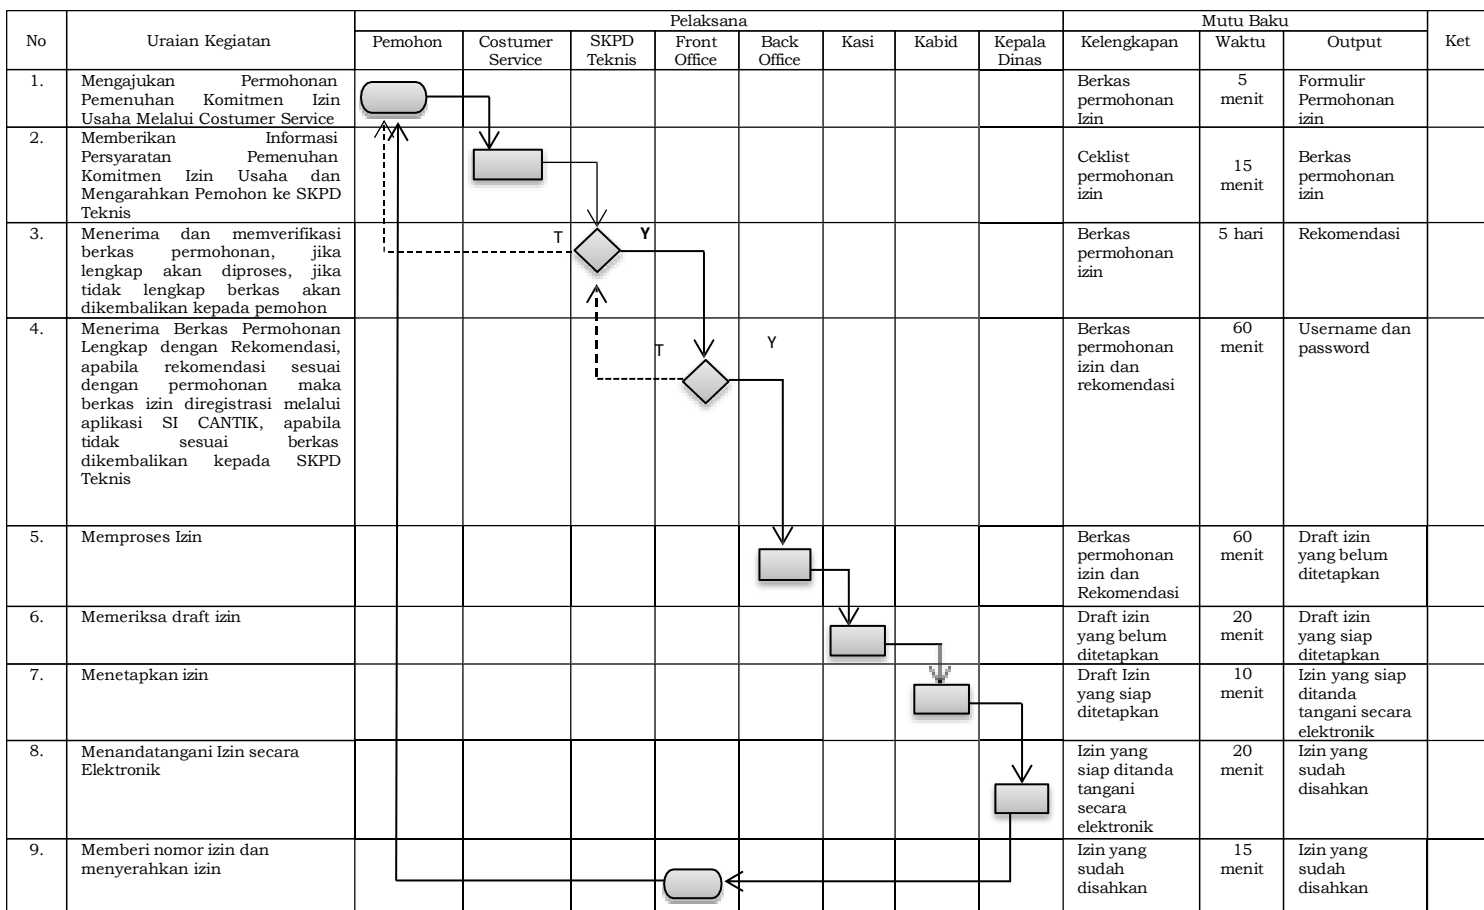 Pelaksana
Mutu Baku
No
Uraian Kegiatan
Pemohon
Costumer
Service
SKPD
Teknis
Front
Office
Back
Office
Kasi
Kabid
Kepala
Dinas
Kelengkapan
Waktu
Output
Ket
1.
Mengajukan Permohonan
Pemenuhan Komitmen Izin
Usaha Melalui Costumer Service
Berkas
permohonan
Izin
5
menit
Formulir
Permohonan
izin
2.
Memberikan Informasi
Persyaratan Pemenuhan
Komitmen Izin Usaha dan
Mengarahkan Pemohon ke SKPD
Teknis
Ceklist
permohonan
izin
15
menit
Berkas
permohonan
izin
3.
Menerima dan memverifikasi
berkas permohonan, jika
lengkap akan diproses, jika
tidak lengkap berkas akan
dikembalikan kepada pemohon
T
Y
Berkas
permohonan
izin
5 hari
Rekomendasi
4.
Menerima Berkas Permohonan
Lengkap dengan Rekomendasi,
apabila rekomendasi sesuai
dengan permohonan maka
berkas izin diregistrasi melalui
aplikasi SI CANTIK, apabila
tidak sesuai berkas
dikembalikan kepada SKPD
Teknis
T
Y
Berkas
permohonan
izin dan
rekomendasi
60
menit
Username dan
password
5.
Memproses Izin
Berkas
permohonan
izin dan
Rekomendasi
60
menit
Draft izin
yang belum
ditetapkan
6.
Memeriksa draft izin
Draft izin
yang belum
ditetapkan
20
menit
Draft izin
yang siap
ditetapkan
7.
Menetapkan izin
Draft Izin
yang siap
ditetapkan
10
menit
Izin yang siap
ditanda
tangani secara
elektronik
8.
Menandatangani Izin secara
Elektronik
Izin yang
siap ditanda
tangani
secara
elektronik
20
menit
Izin yang
sudah
disahkan
9.
Memberi nomor izin dan
menyerahkan izin
Izin yang
sudah
disahkan
15
menit
Izin yang
sudah
disahkan